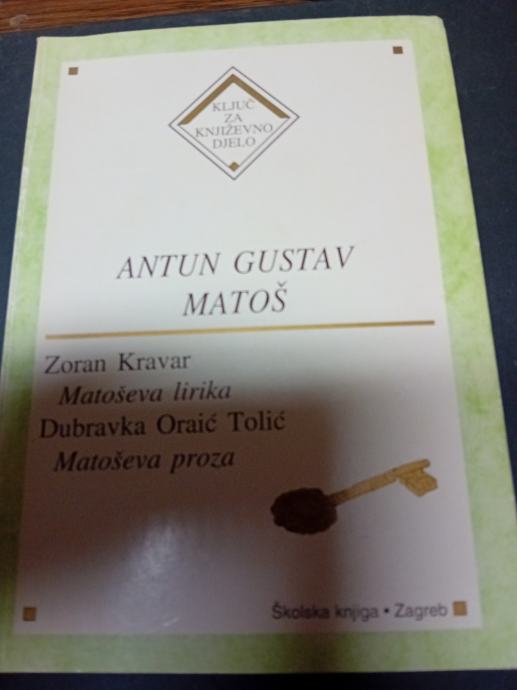 KLJUČ
ZA
KNJIŽEVNO
DJELO
ANTUN GUSTAV
MATOŠ
Zoran Kravar
Matoševa lirika
Dubravka Oraić Tolić
Matoševa proza
Školska knjiga • Zagreb